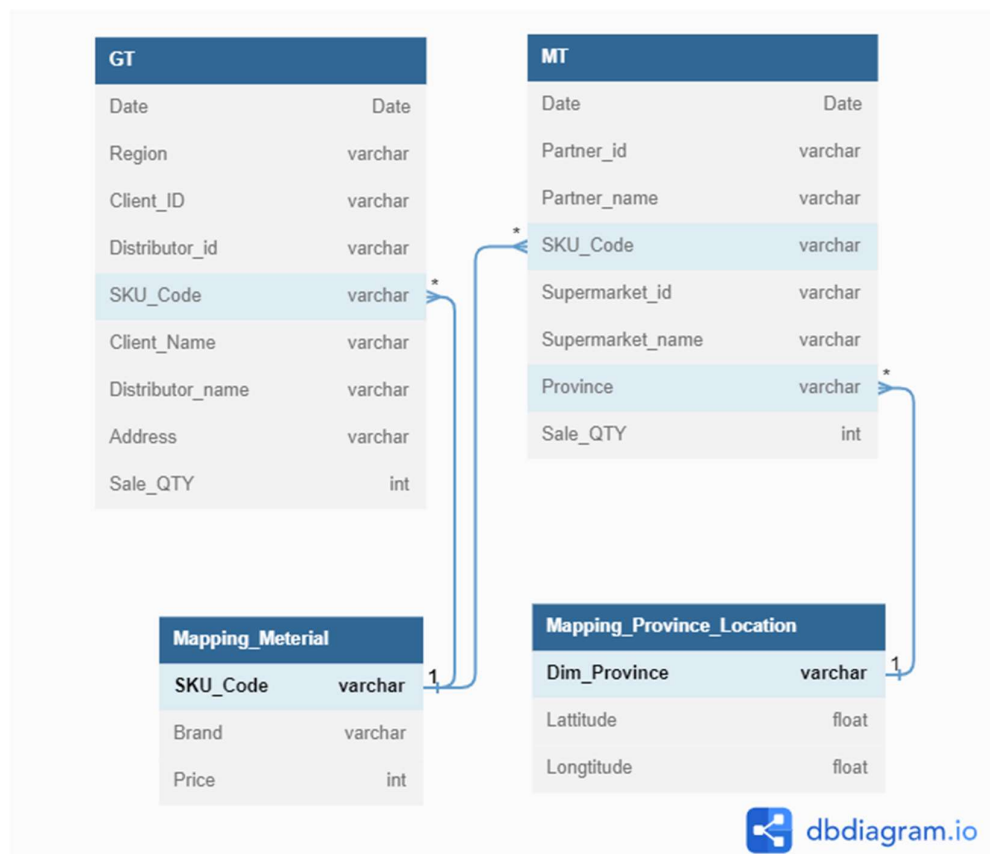 GT
Date Date
Region varchar
Client_ID varchar
Distributor_id varchar
SKU_Code varchar
Client_Name varchar
Distributor_name varchar
Address varchar
Sale_QTY int
*
MT
Date Date
Partner_id varchar
Partner_name varchar
SKU_Code varchar
Supermarket_id varchar
Supermarket_name varchar
Province varchar
Sale_QTY int
*
*
Mapping_Meterial
SKU_Code varchar
Brand varchar
Price int
1
Mapping_Province_Location
Dim_Province varchar
Lattitude float
Longtitude float
1
dbdiagram.io